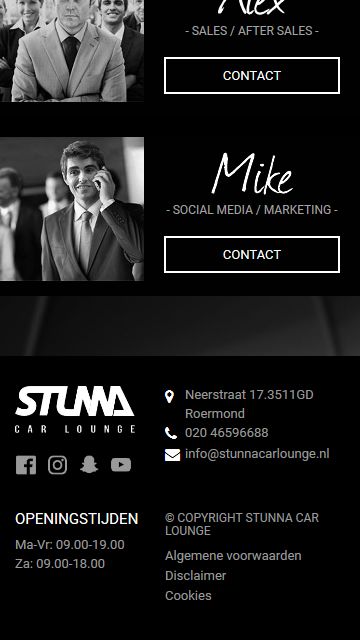 Alex
- SALES / AFTER SALES -
CONTACT
Mike
- SOCIAL MEDIA / MARKETING -
CONTACT
STUNNA
CAR LOUNGE
Neerstraat 17.3511GD
Roermond
020 46596688
info@stunnacarlounge.nl
OPENINGSTIJDEN
Ma-Vr: 09.00-19.00
Za: 09.00-18.00
© COPYRIGHT STUNNA CAR
LOUNGE
Algemene voorwaarden
Disclaimer
Cookies